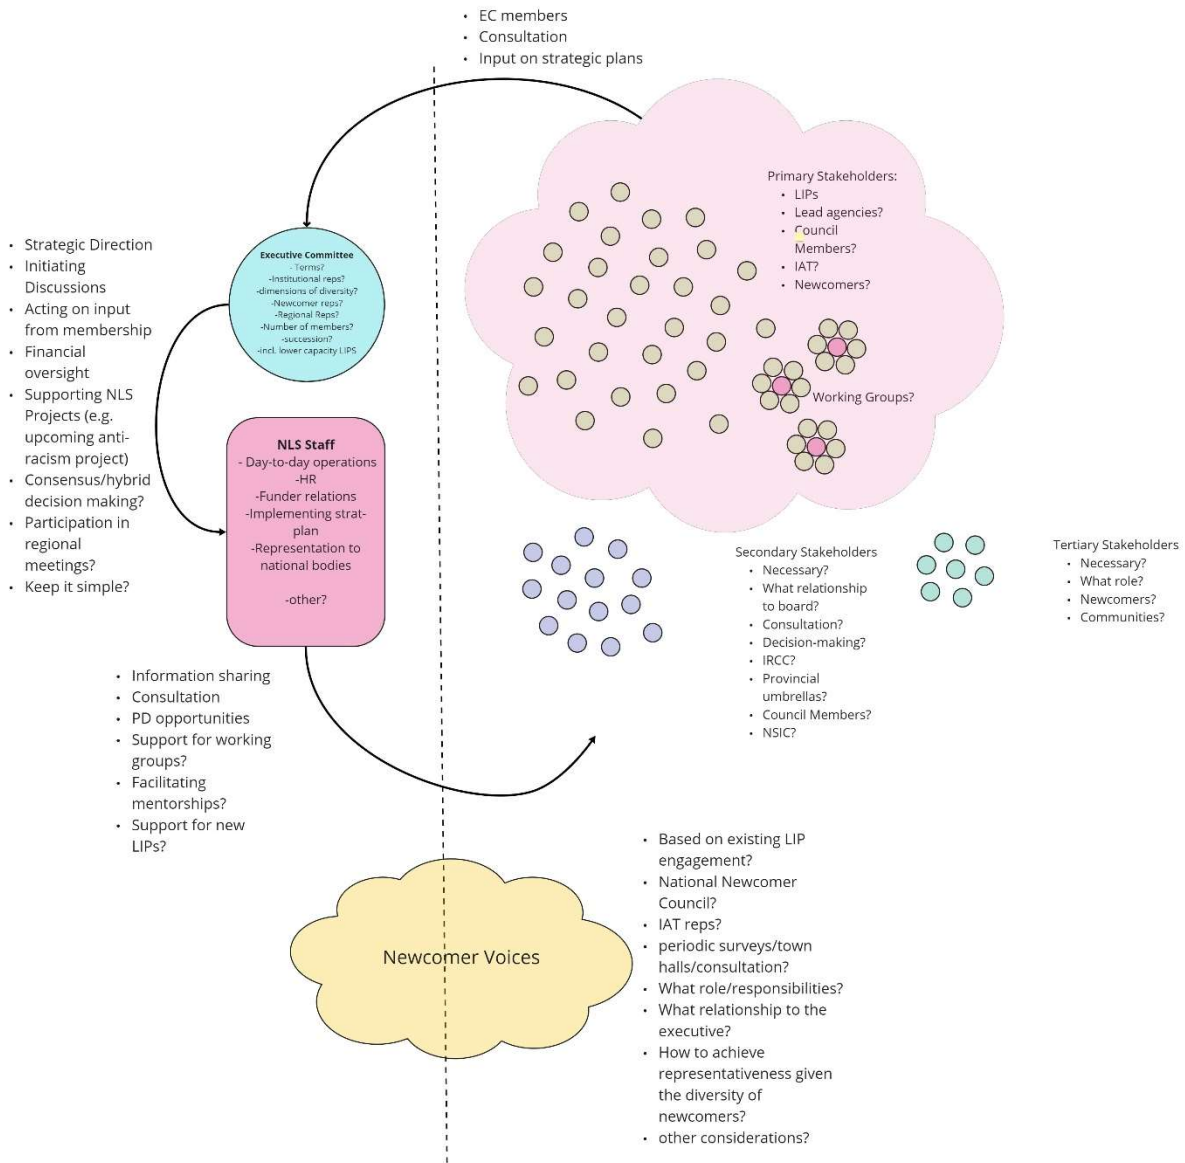 • EC members
• Consultation
• Input on strategic plans
Primary Stakeholders:
• LIPs
• Lead agencies?
• Council
Members?
• IAT?
• Newcomers?
Working Groups?
• Strategic Direction
• Initiating
Discussions
• Acting on input
from membership
• Financial
oversight
• Supporting NLS
Projects (e.g.
upcoming anti-
racism project)
• Consensus/hybrid
decision making?
• Participation in
regional
meetings?
• Keep it simple?
Executive Committee
- Terms?
-Institutional reps?
-dimensions of diversity?
-Newcomer reps?
-Regional Reps?
-Number of members?
-succession?
-incl. lower capacity LIPS
NLS Staff
- Day-to-day operations
-HR
-Funder relations
-Implementing strat-
plan
-Representation to
national bodies
-other?
Secondary Stakeholders
• Necessary?
• What relationship
to board?
• Consultation?
• Decision-making?
• IRCC?
• Provincial
umbrellas?
• Council Members?
• NSIC?
Tertiary Stakeholders
• Necessary?
• What role?
• Newcomers?
• Communities?
• Information sharing
• Consultation
• PD opportunities
• Support for working
groups?
• Facilitating
mentorships?
• Support for new
LIPs?
Newcomer Voices
• Based on existing LIP
engagement?
• National Newcomer
Council?
• IAT reps?
• periodic surveys/town
halls/consultation?
• What role/responsibilities?
• What relationship to the
executive?
• How to achieve
representativeness given
the diversity of
newcomers?
• other considerations?